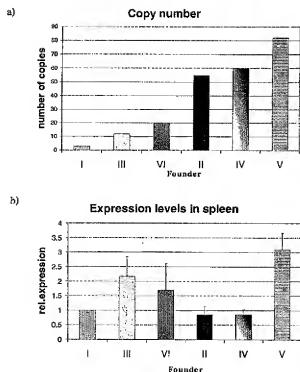 a)
Copy number
number of copies
90
80
70
60
50
40
30
20
10
0
I III VI II IV V
Founder
b)
Expression levels in spleen
rel.expression
4
3.5
3
2.5
2
1.5
1
0.5
0
I III VI II IV V
Founder